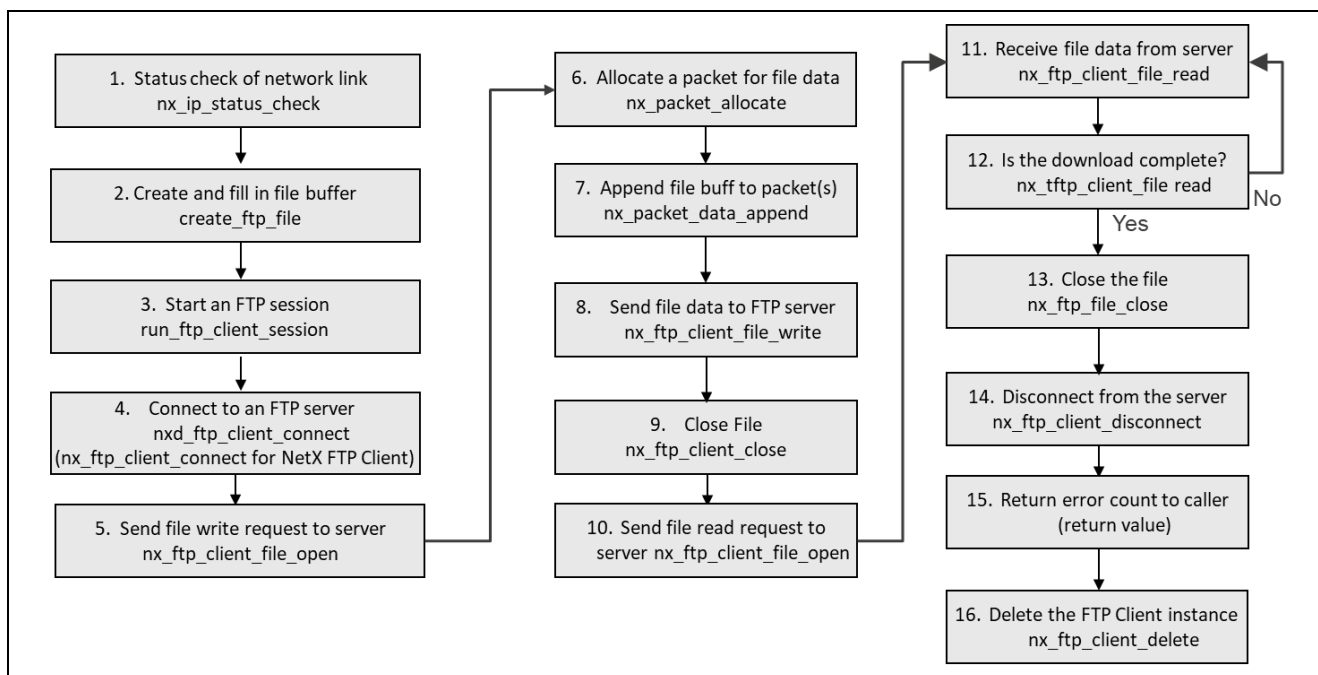 1. Status check of network link
nx_ip_status_check
2. Create and fill in file buffer
create_ftp_file
3. Start an FTP session
run_ftp_client_session
4. Connect to an FTP server
nxd_ftp_client_connect
(nx_ftp_client_connect for NetX FTP Client)
5. Send file write request to server
nx_ftp_client_file_open
6. Allocate a packet for file data
nx_packet_allocate
7. Append file buff to packet(s)
nx_packet_data_append
8. Send file data to FTP server
nx_ftp_client_file_write
9. Close File
nx_ftp_client_close
10. Send file read request to
server nx_ftp_client_file_open
11. Receive file data from server
nx_ftp_client_file_read
12. Is the download complete?
nx_tftp_client_file read
No
Yes
13. Close the file
nx_ftp_file_close
14. Disconnect from the server
nx_ftp_client_disconnect
15. Return error count to caller
(return value)
16. Delete the FTP Client instance
nx_ftp_client_delete